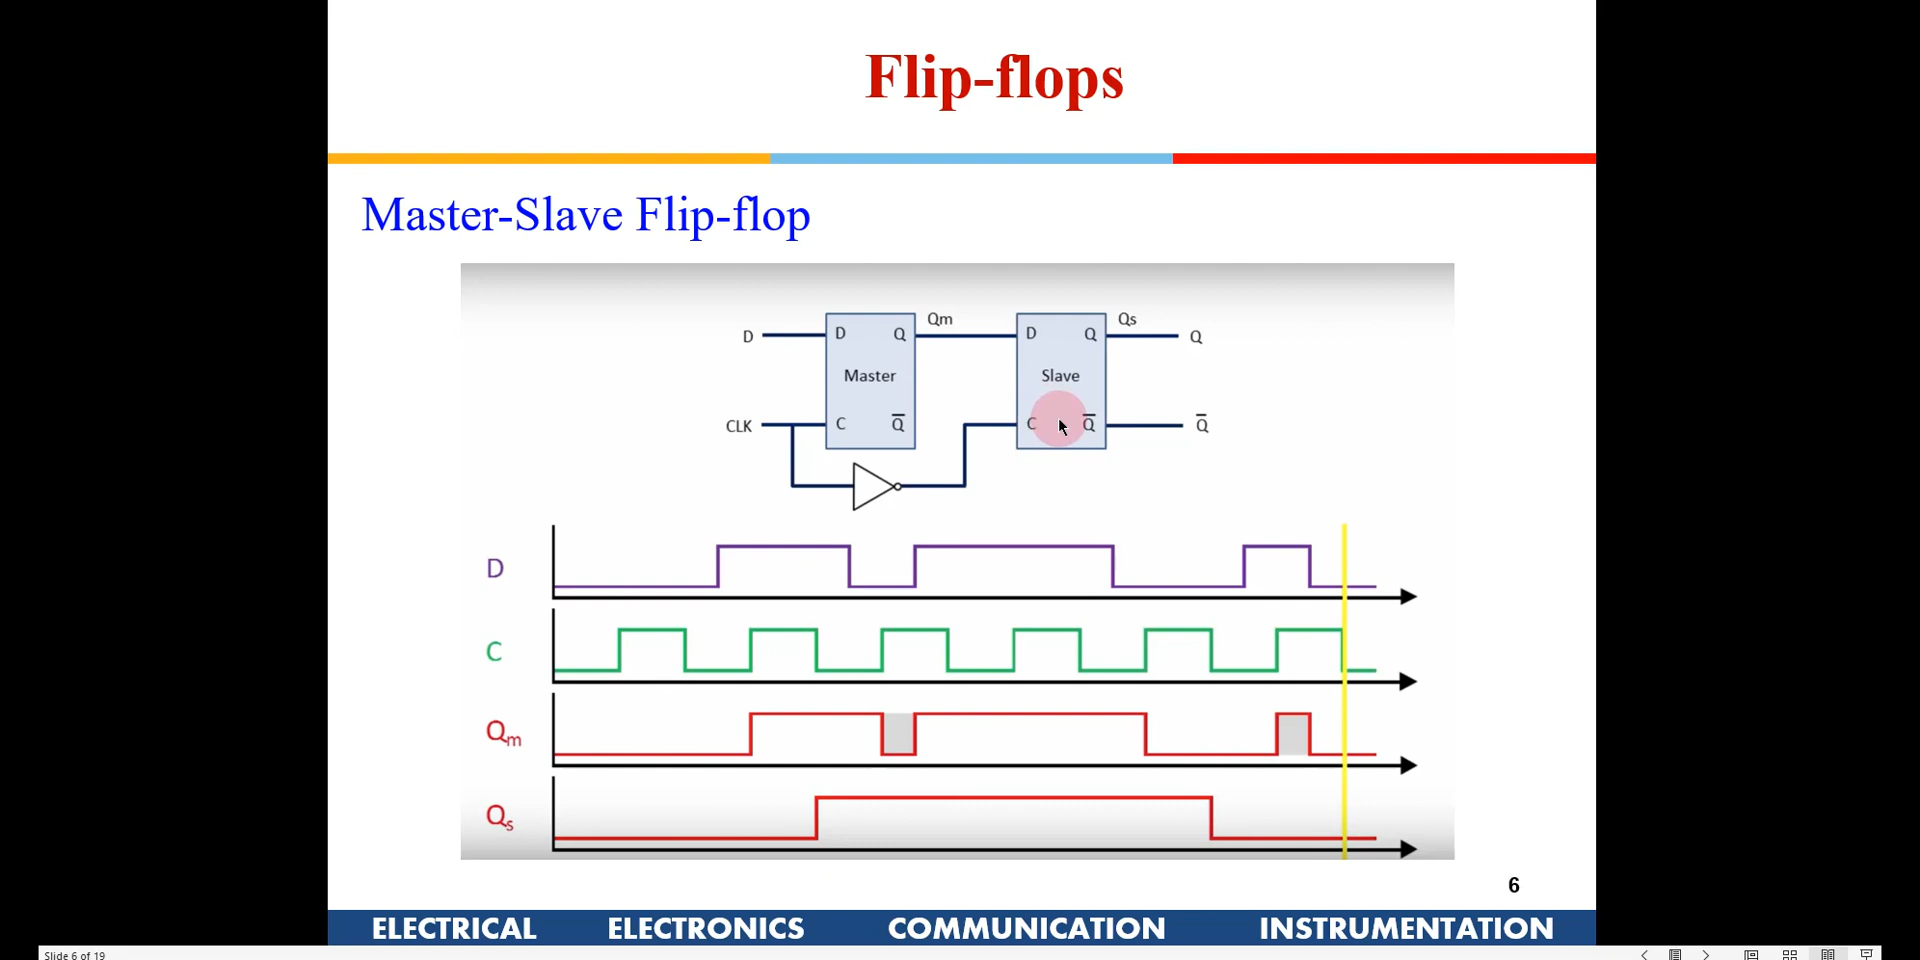 Flip-flops
Master-Slave Flip-flop
Qm Qs
D D Q D Q Q
Master Slave
CLK C Q̅ C Q̅ Q̅
D
C
Qm
Qs
6
ELECTRICAL ELECTRONICS COMMUNICATION INSTRUMENTATION
Slide 6 of 19